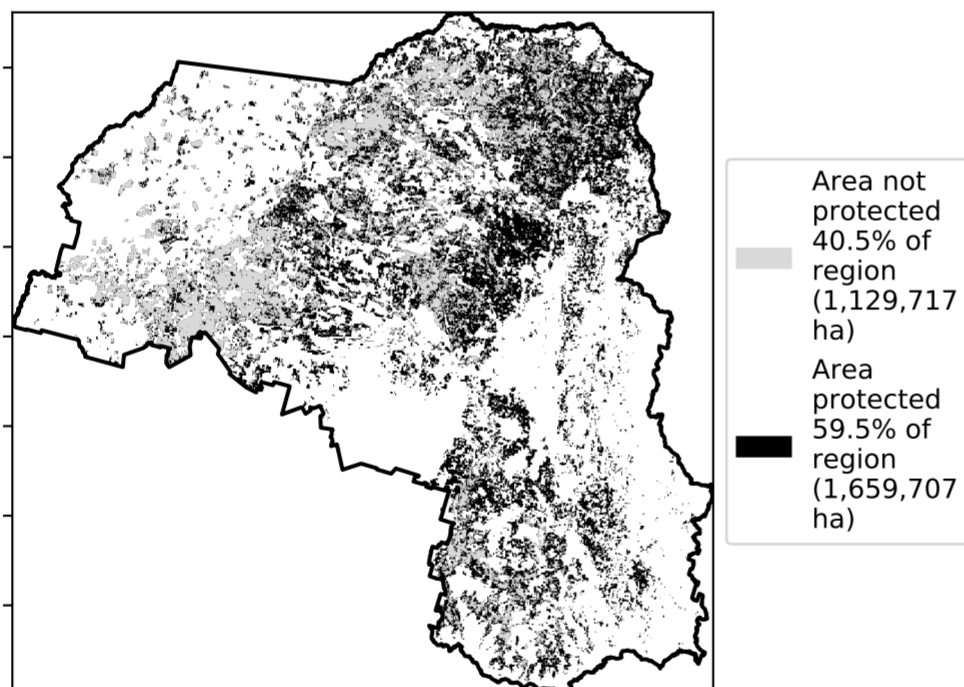 Area not
protected
40.5% of
region
(1,129,717
ha)
Area
protected
59.5% of
region
(1,659,707
ha)